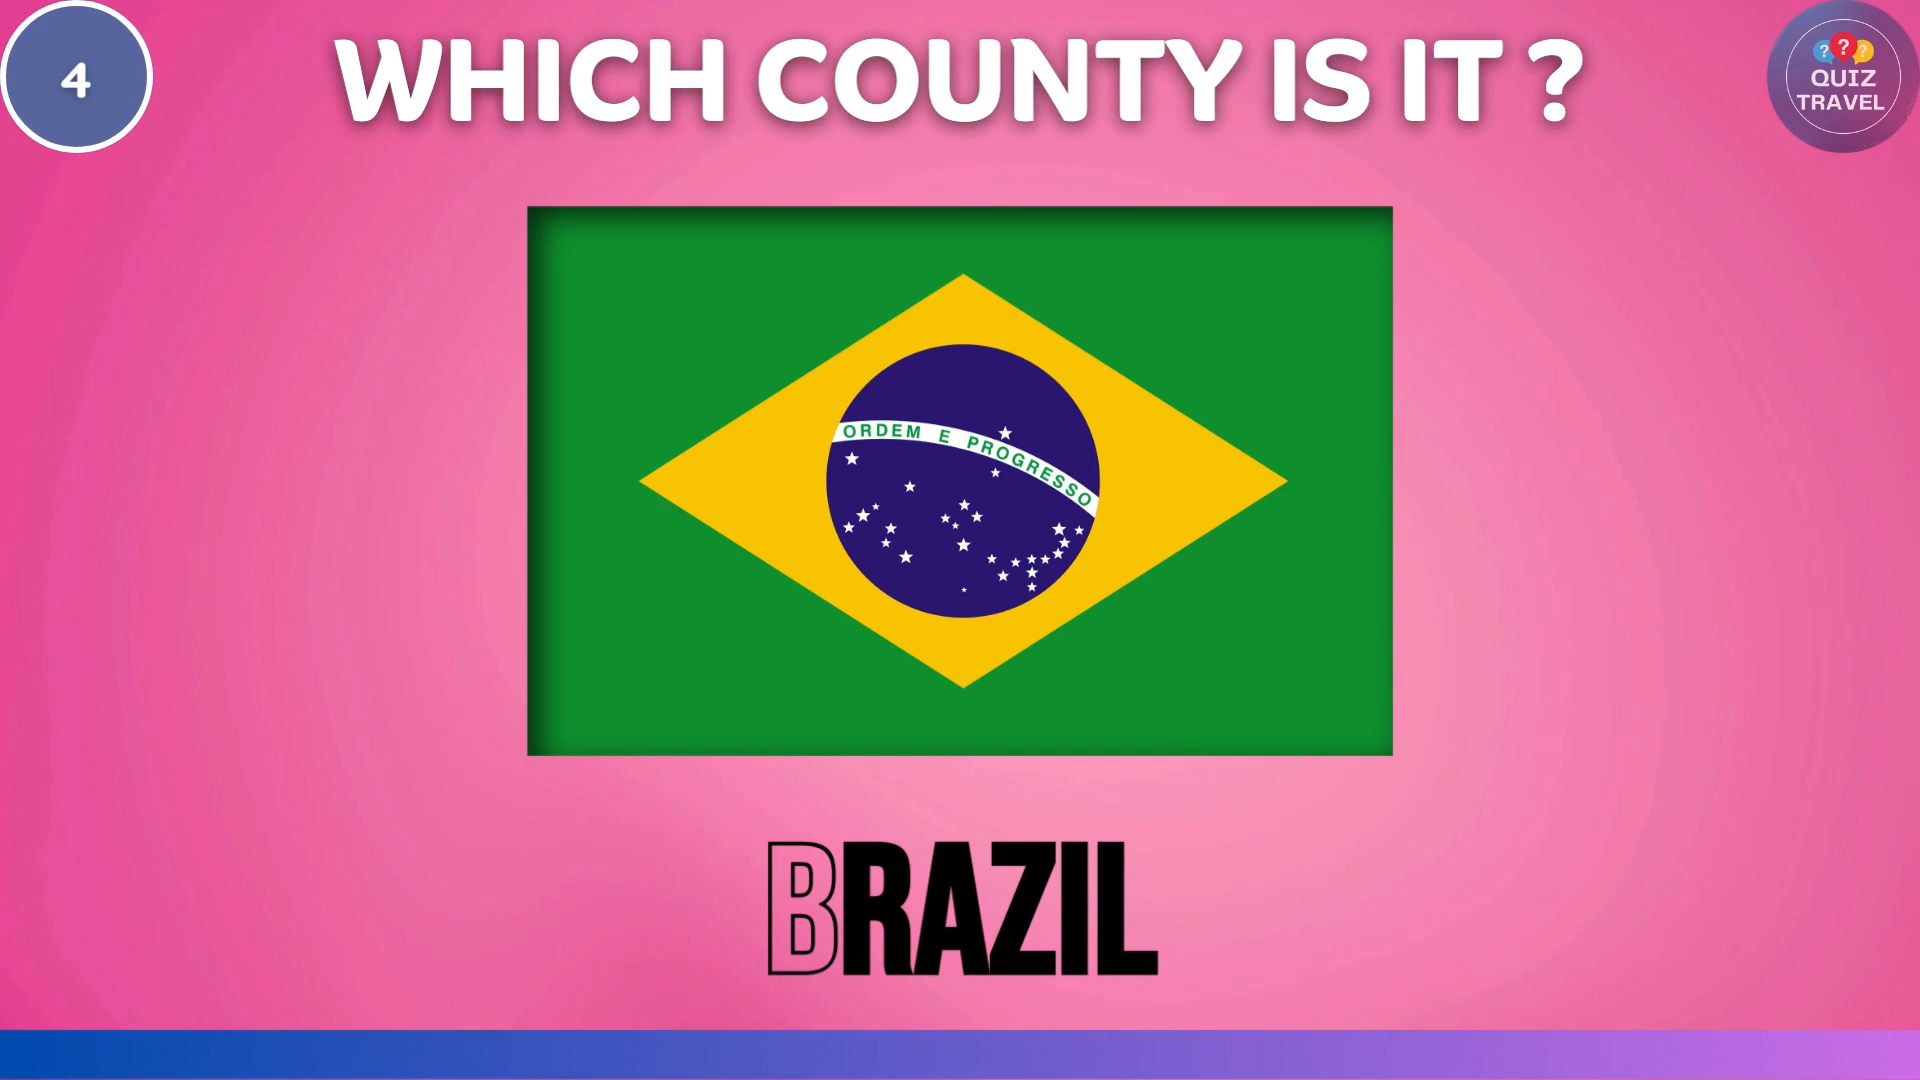 4
WHICH COUNTY IS IT ?
? ? ?
QUIZ
TRAVEL
ORDEM E PROGRESSO
BRAZIL